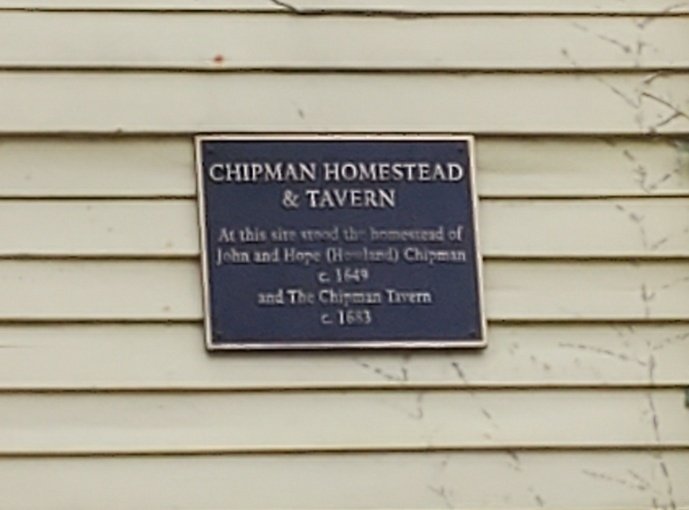 CHIPMAN HOMESTEAD
& TAVERN
At this site stood the homestead of
John and Hope (Howland) Chipman
c. 1649
and The Chipman Tavern
c. 1683